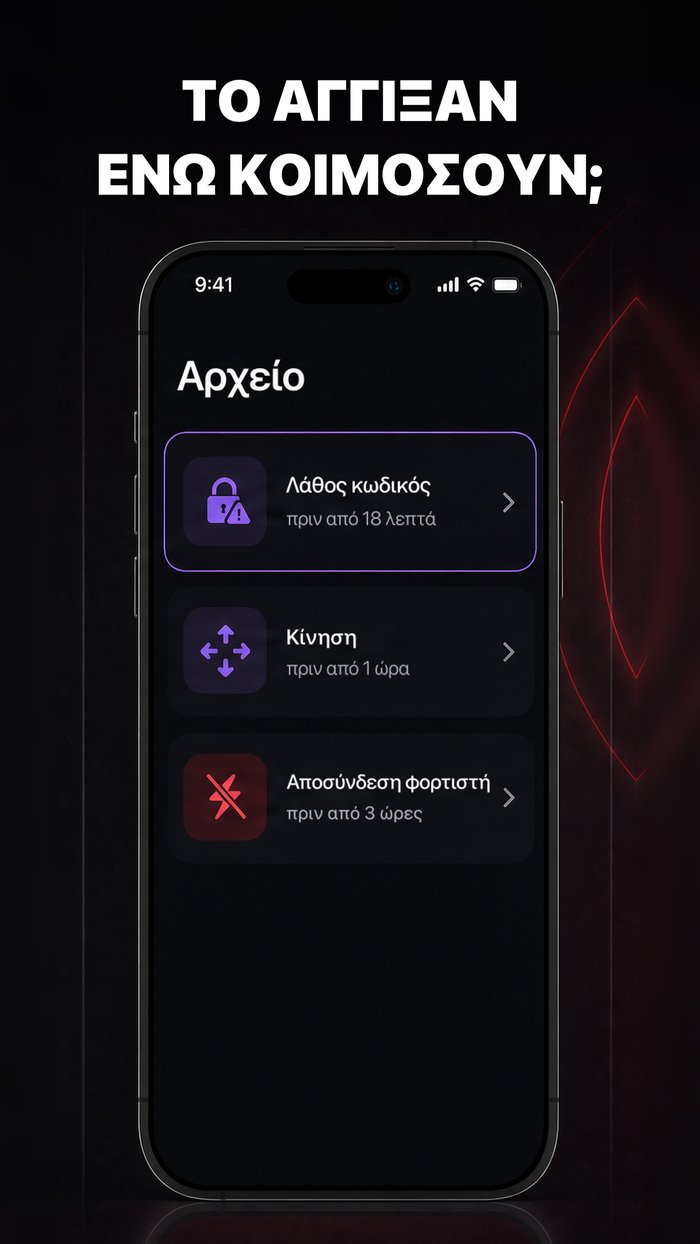 ΤΟ ΑΓΓΙΞΑΝ
ΕΝΩ ΚΟΙΜΟΣΟΥΝ;
9:41
Αρχείο
Λάθος κωδικός
πριν από 18 λεπτά
Κίνηση
πριν από 1 ώρα
Αποσύνδεση φορτιστή
πριν από 3 ώρες